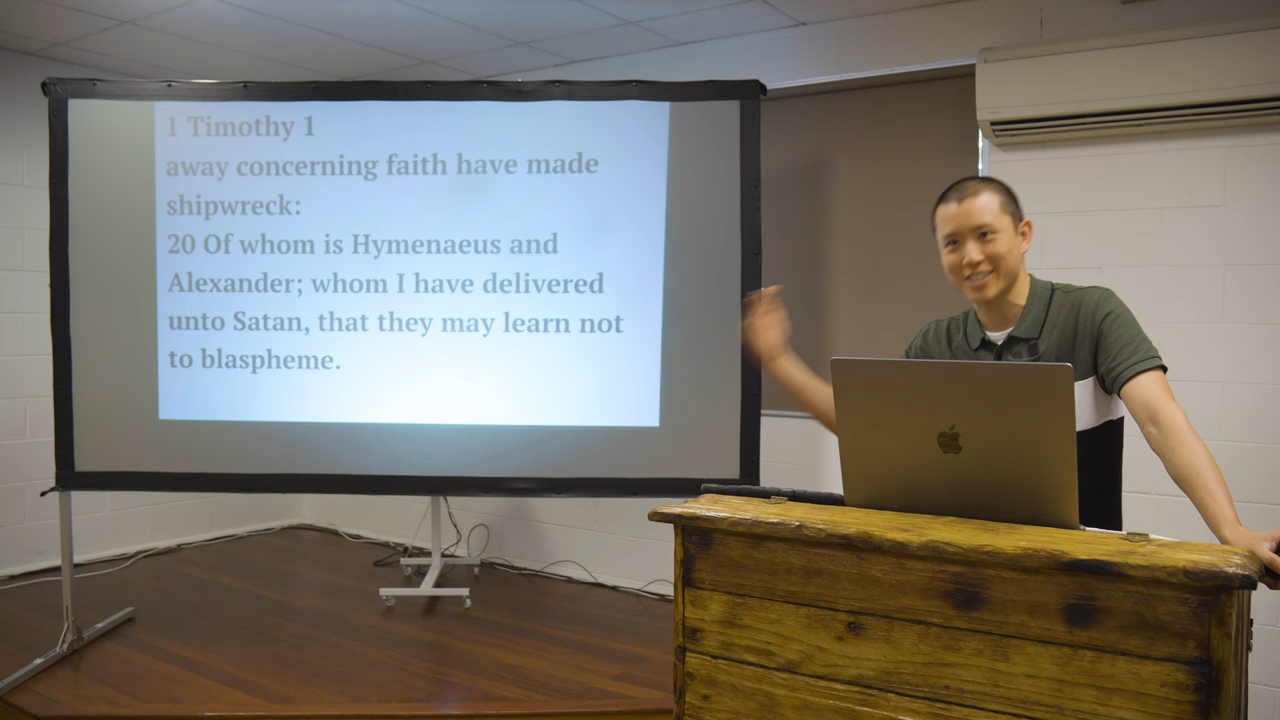 1 Timothy 1
away concerning faith have made
shipwreck:
20 Of whom is Hymenaeus and
Alexander; whom I have delivered
unto Satan, that they may learn not
to blaspheme.